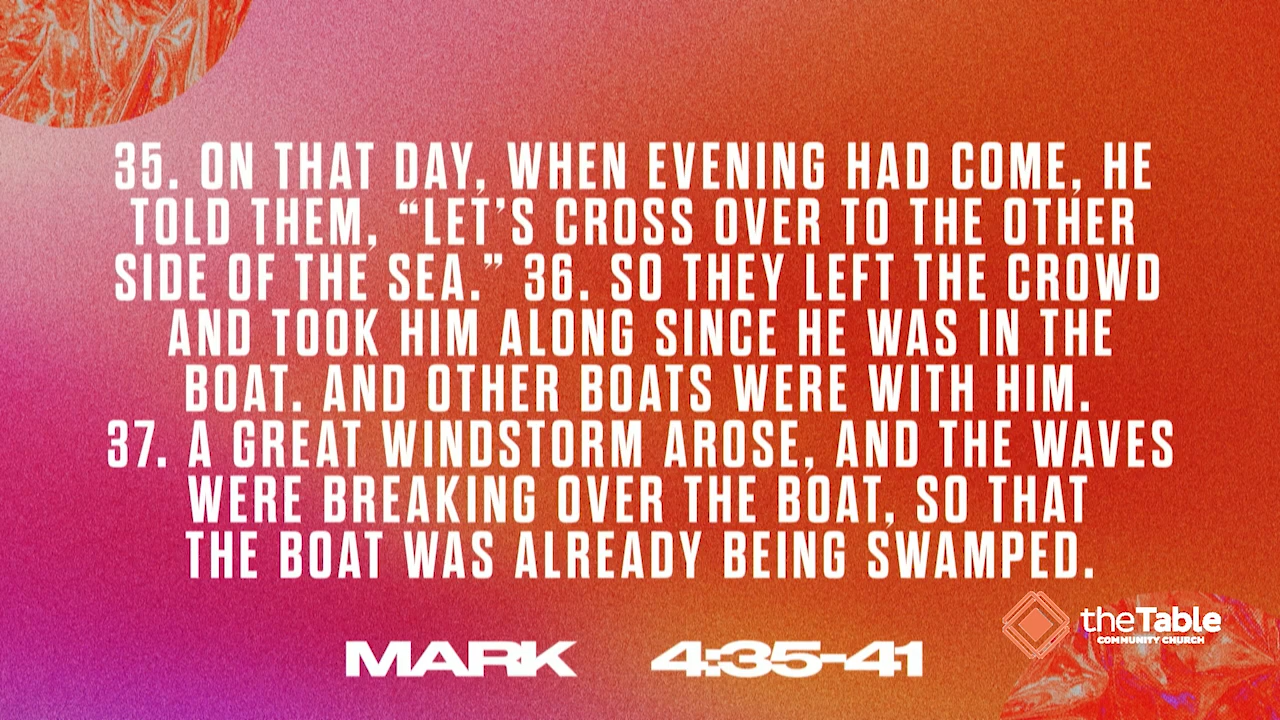 35. ON THAT DAY, WHEN EVENING HAD COME, HE
TOLD THEM, “LET’S CROSS OVER TO THE OTHER
SIDE OF THE SEA.” 36. SO THEY LEFT THE CROWD
AND TOOK HIM ALONG SINCE HE WAS IN THE
BOAT. AND OTHER BOATS WERE WITH HIM.
37. A GREAT WINDSTORM AROSE, AND THE WAVES
WERE BREAKING OVER THE BOAT, SO THAT
THE BOAT WAS ALREADY BEING SWAMPED.
theTable
COMMUNITY CHURCH
MARK 4:35-41